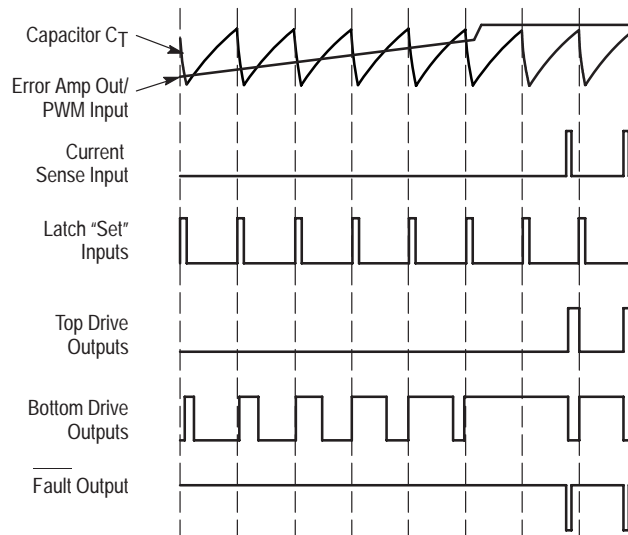 Capacitor CT
Error Amp Out/
PWM Input
Current
Sense Input
Latch “Set"
Inputs
Top Drive
Outputs
Bottom Drive
Outputs
Fault Output